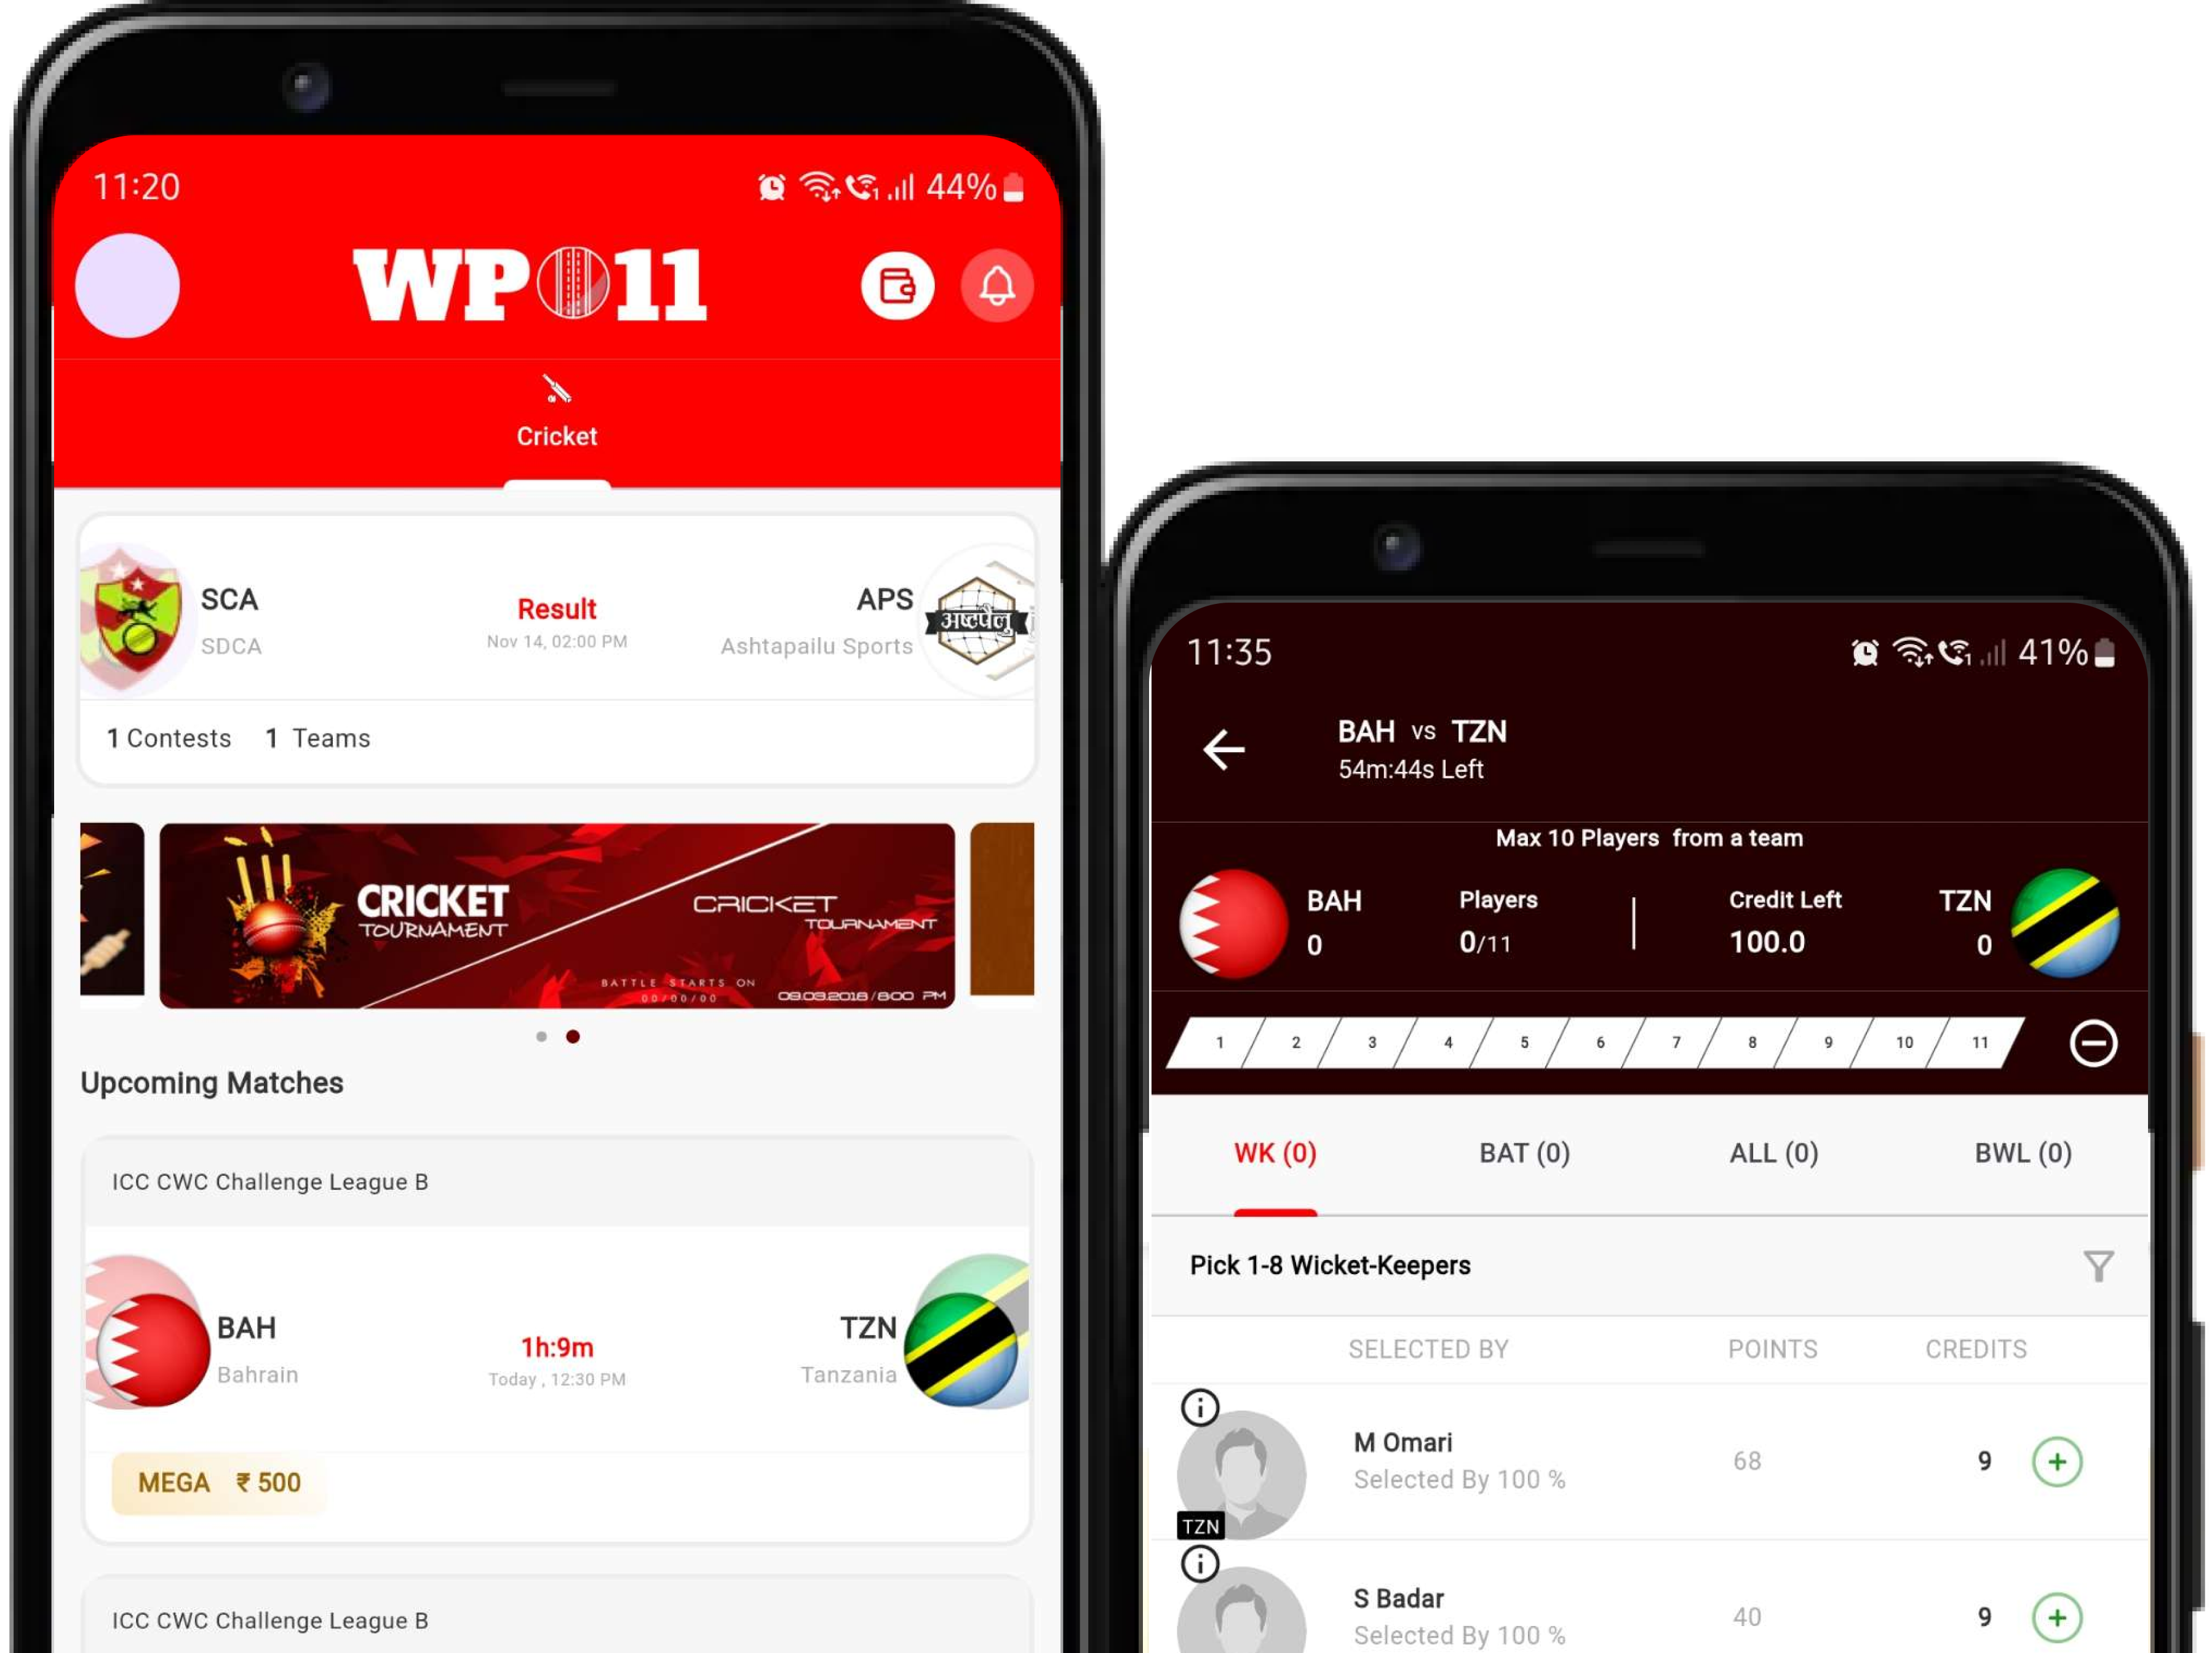 11:20
44%
WP 11
Cricket
SCA
SDCA
Result
Nov 14, 02:00 PM
APS
Ashtapailu Sports
अष्टपैलु
1 Contests 1 Teams
CRICKET
TOURNAMENT
CRICKET
TOURNAMENT
BATTLE STARTS ON
00/00/00
09.03.2018/8:00 PM
Upcoming Matches
ICC CWC Challenge League B
BAH
Bahrain
1h:9m
Today , 12:30 PM
TZN
Tanzania
MEGA ₹ 500
ICC CWC Challenge League B
11:35
41%
BAH vs TZN
54m:44s Left
Max 10 Players from a team
BAH
0
Players
0/11
Credit Left
100.0
TZN
0
1 2 3 4 5 6 7 8 9 10 11
WK (0) BAT (0) ALL (0) BWL (0)
Pick 1-8 Wicket-Keepers
SELECTED BY POINTS CREDITS
M Omari
Selected By 100 %
68
9
TZN
S Badar
Selected By 100 %
40
9